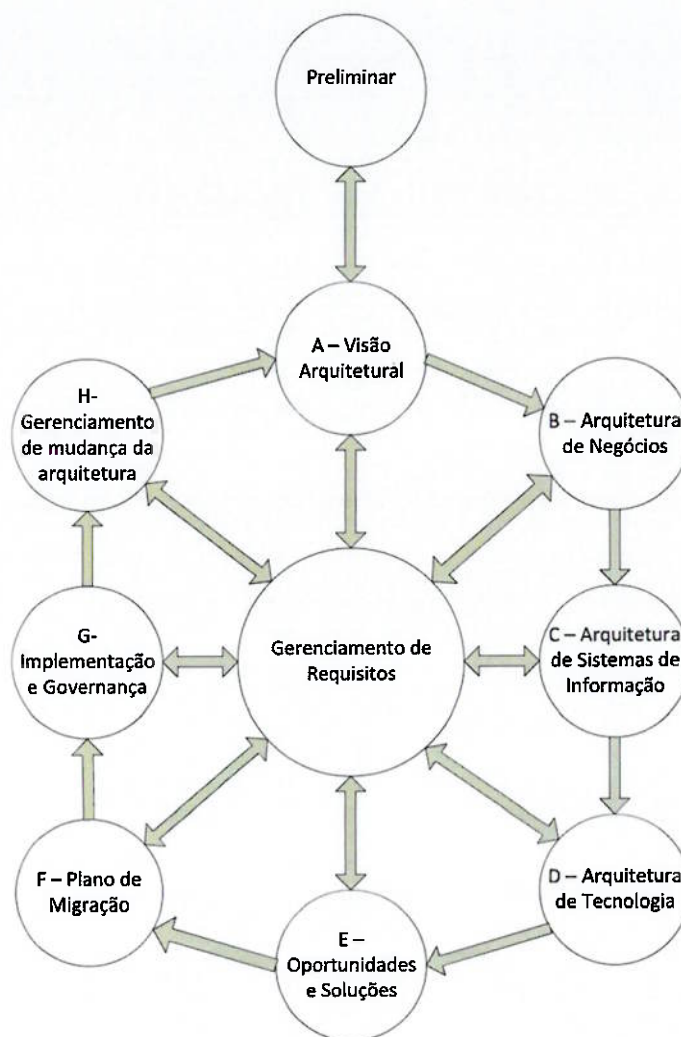 Preliminar
A – Visão
Arquitetural
H-
Gerenciamento
de mudança da
arquitetura
B – Arquitetura
de Negócios
G-
Implementação
e Governança
Gerenciamento de
Requisitos
C – Arquitetura
de Sistemas de
Informação
F – Plano de
Migração
D – Arquitetura
de Tecnologia
E –
Oportunidades
e Soluções